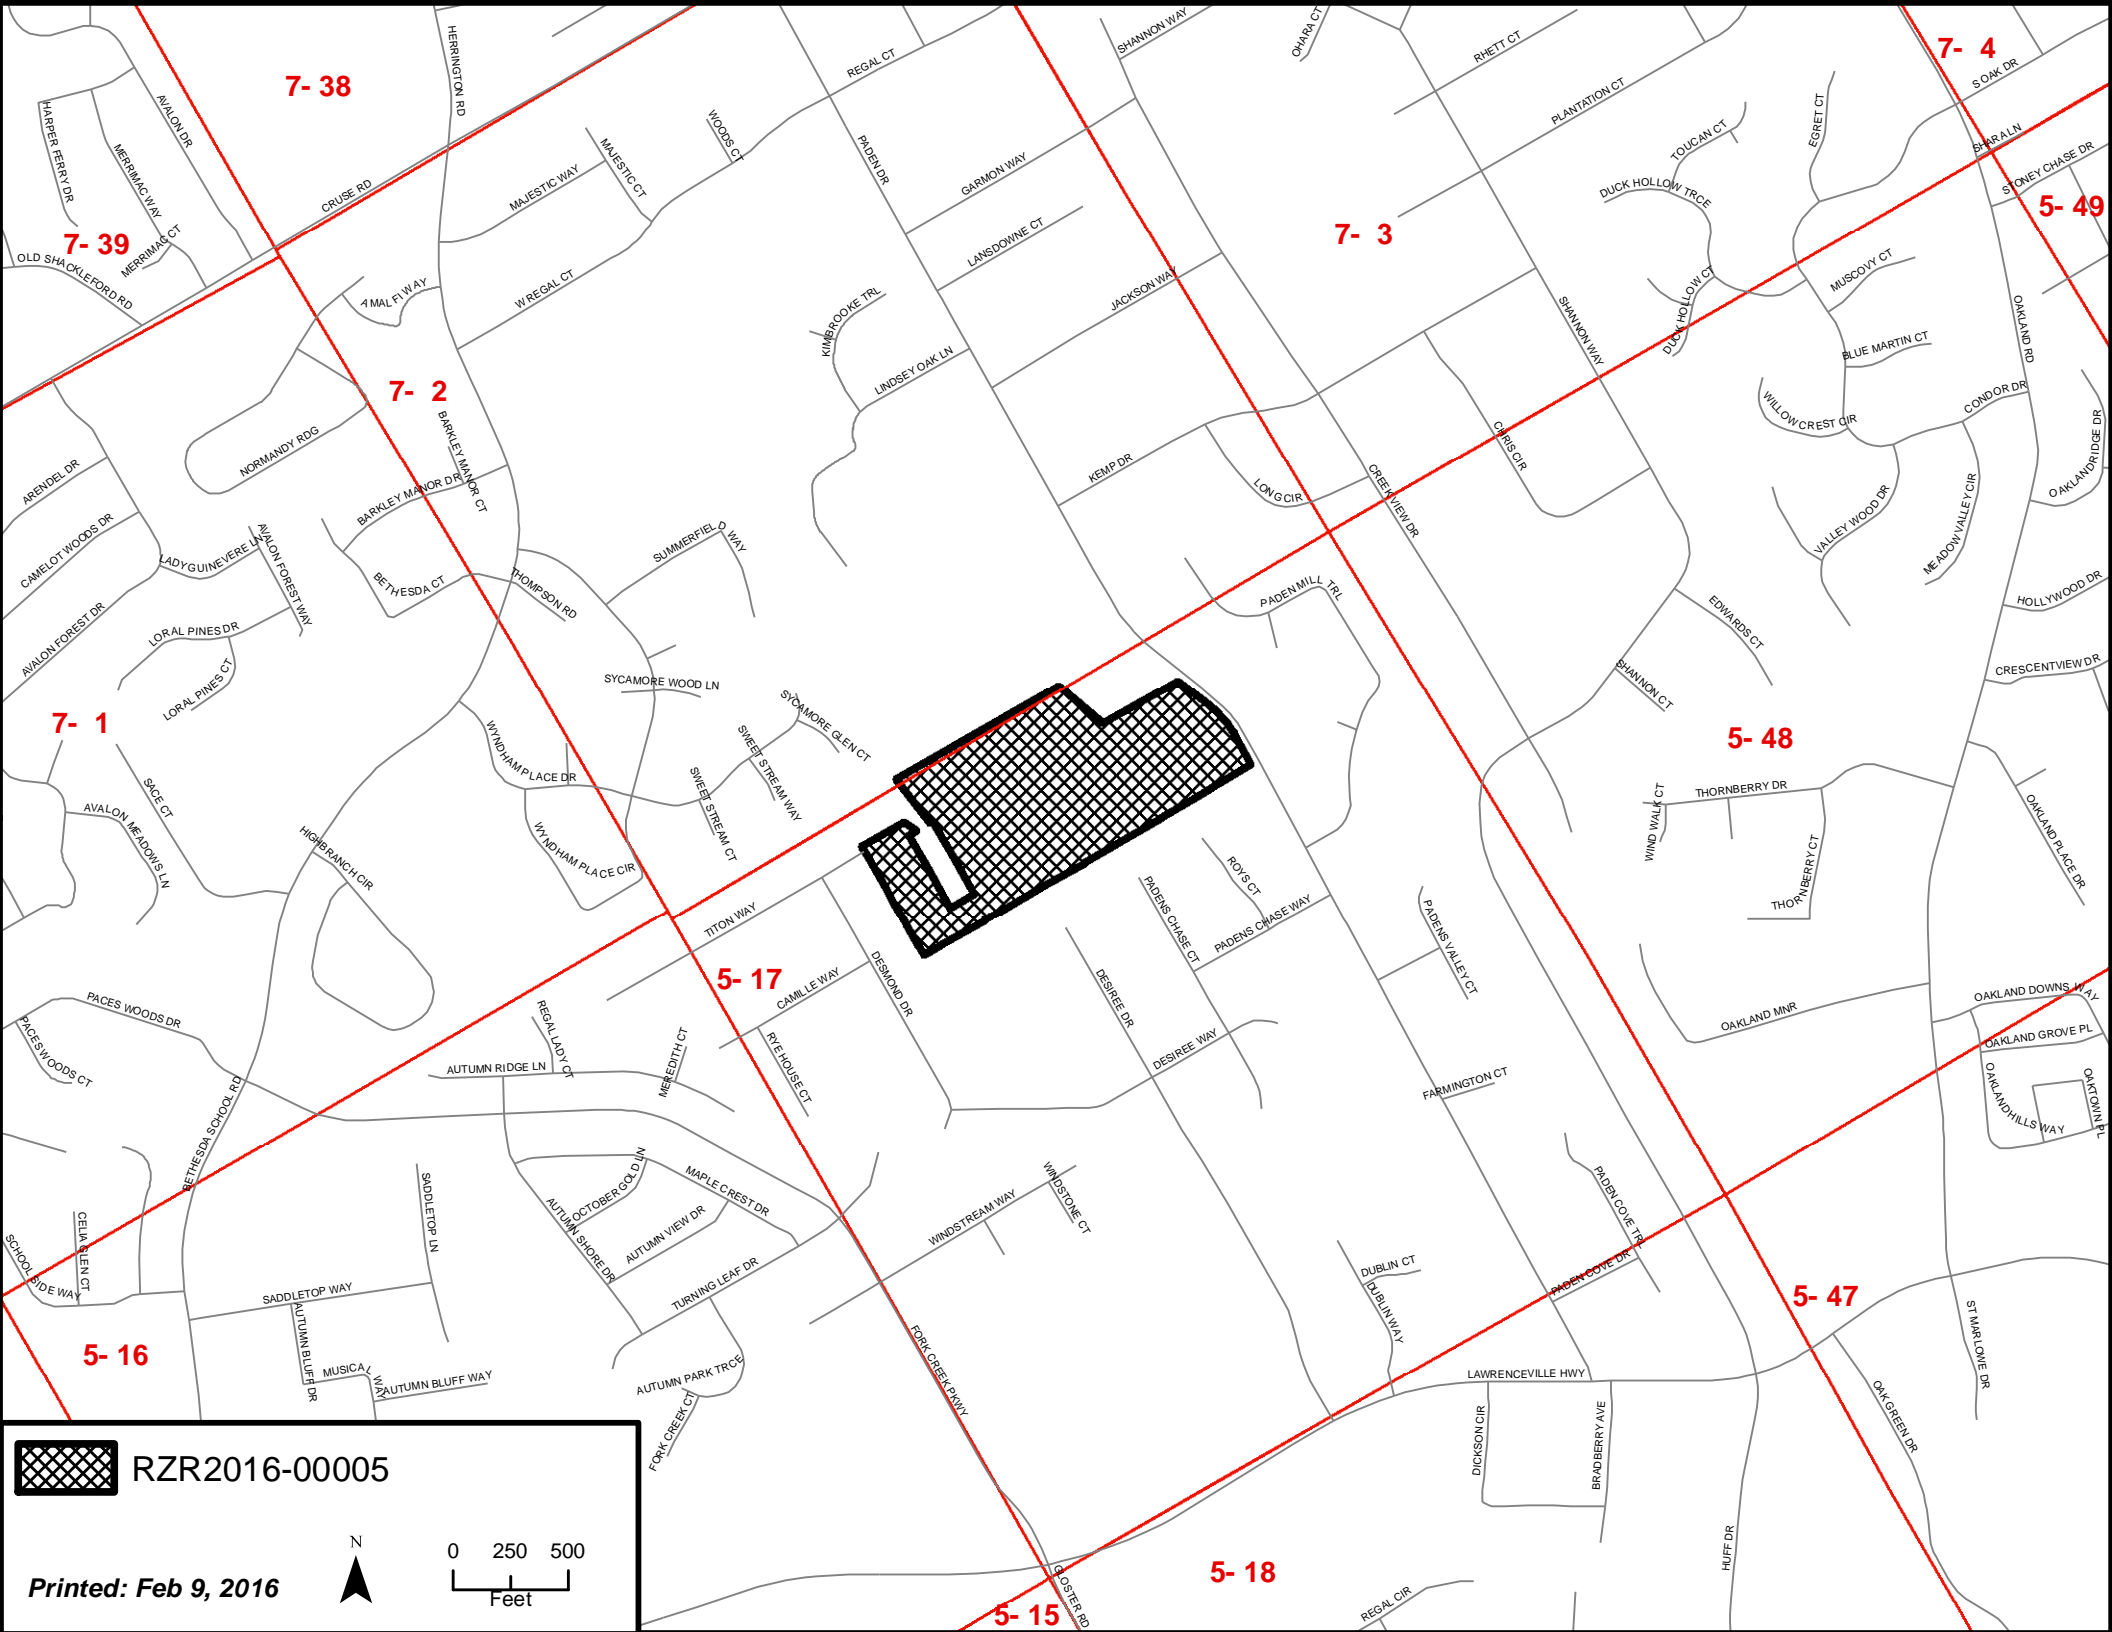 7- 38
7- 4
7- 39
7- 3
5- 49
7- 2
7- 1
5- 48
5- 17
5- 16
5- 47
5- 18
5- 15
HERRINGTON RD
AVALON DR
HARPER FERRY DR
MERRIMAC WAY
MERRIMAC CT
OLD SHACKLEFORD RD
CRUSE RD
REGAL CT
WOODS CT
MAJESTIC CT
MAJESTIC WAY
W REGAL CT
AMALFI WAY
PADEN DR
SHANNON WAY
OHARA CT
RHETT CT
PLANTATION CT
TOUCAN CT
EGRET CT
S OAK DR
SHARA LN
STONEY CHASE DR
DUCK HOLLOW TRCE
DUCK HOLLOW CT
MUSCOVY CT
BLUE MARTIN CT
OAKLAND RD
CONDOR DR
WILLOWCREST CIR
OAKLANDRIDGE DR
GARMON WAY
LANSDOWNE CT
JACKSON WAY
KIMBROOKE TRL
LINDSEY OAK LN
SHANNON WAY
CHRIS CIR
KEMP DR
LONG CIR
CREEKVIEW DR
VALLEY WOOD DR
MEADOW VALLEY CIR
HOLLYWOOD DR
CRESCENTVIEW DR
NORMANDY RDG
BARKLEY MANOR CT
BARKLEY MANOR DR
ARENDEL DR
CAMELOT WOODS DR
LADY GUINEVERE LN
AVALON FOREST WAY
AVALON FOREST DR
LORAL PINES DR
LORAL PINES CT
BETHESDA CT
THOMPSON RD
SUMMERFIELD WAY
SYCAMORE WOOD LN
SYCAMORE GLEN CT
SWEET STREAM WAY
SWEET STREAM CT
WYNDHAM PLACE DR
WYNDHAM PLACE CIR
PADEN MILL TRL
EDWARDS CT
SHANNON CT
WIND WALK CT
THORNBERRY DR
THORNBERRY CT
OAKLAND PLACE DR
SACE CT
AVALON MEADOWS LN
HIGHBRANCH CIR
TITON WAY
CAMILLE WAY
DESMOND DR
RYE HOUSE CT
ROYS CT
PADENS CHASE CT
PADENS CHASE WAY
PADENS VALLEY CT
DESIREE DR
DESIREE WAY
OAKLAND MNR
OAKLAND DOWNS WAY
OAKLAND GROVE PL
OAKLAND HILLS WAY
OAKTOWN PL
PACES WOODS DR
PACES WOODS CT
BETHESDA SCHOOL RD
REGAL LADY CT
MEREDITH CT
AUTUMN RIDGE LN
OCTOBER GOLD LN
MAPLE CREST DR
AUTUMN VIEW DR
AUTUMN SHORE DR
TURNING LEAF DR
WINDSTREAM WAY
WINDSTONE CT
FARMINGTON CT
PADEN COVE TRL
PADEN COVE DR
DUBLIN CT
DUBLIN WAY
CELIA GLEN CT
SCHOOL SIDE WAY
SADDLETOP LN
SADDLETOP WAY
AUTUMN BLUFF DR
MUSICAL WAY
AUTUMN BLUFF WAY
AUTUMN PARK TRCE
FORK CREEK CT
FORK CREEK PKWY
LAWRENCEVILLE HWY
DICKSON CIR
BRADBERRY AVE
HUFF DR
OAK GREEN DR
ST MARLOWE DR
GLOSTER RD
REGAL CIR
RZR2016-00005
Printed: Feb 9, 2016
N
0 250 500
Feet